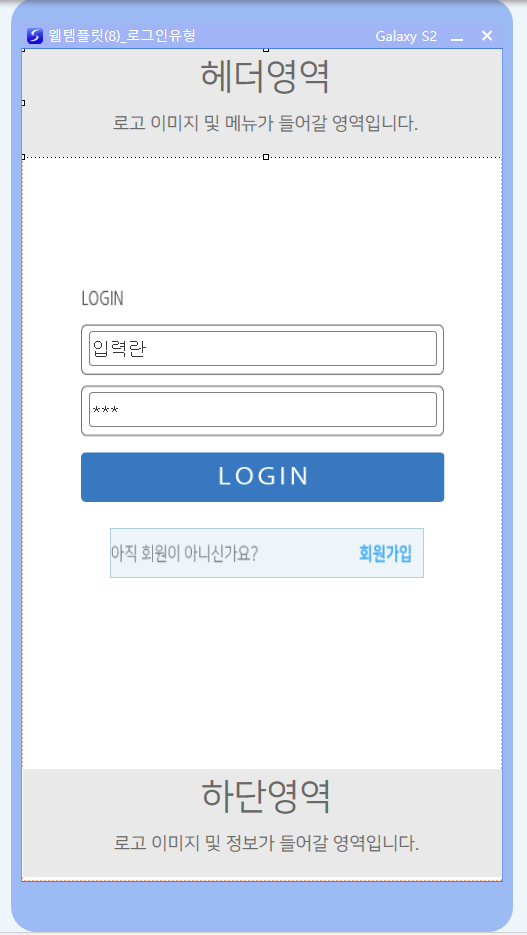 웹템플릿(8)_로그인유형 Galaxy S2
헤더영역
로고 이미지 및 메뉴가 들어갈 영역입니다.
LOGIN
입력란
***
LOGIN
아직 회원이 아니신가요? 회원가입
하단영역
로고 이미지 및 정보가 들어갈 영역입니다.